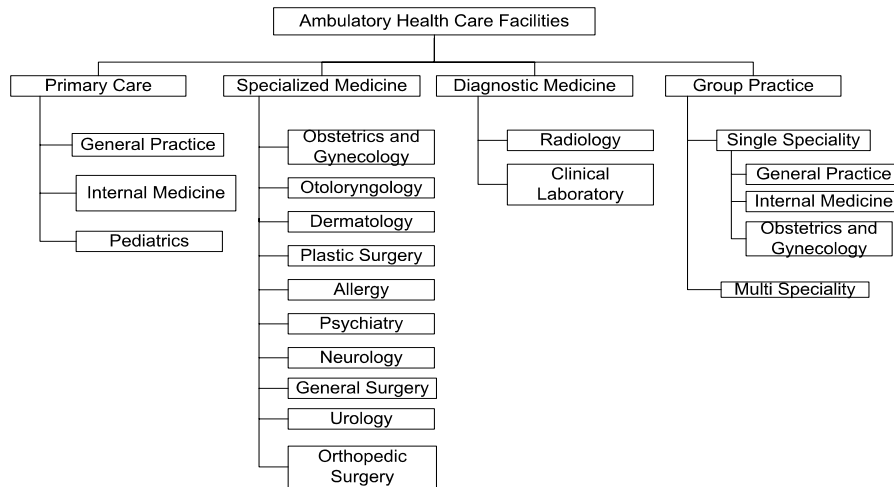 Ambulatory Health Care Facilities
Primary Care
General Practice
Internal Medicine
Pediatrics
Specialized Medicine
Obstetrics and
Gynecology
Otoloryngology
Dermatology
Plastic Surgery
Allergy
Psychiatry
Neurology
General Surgery
Urology
Orthopedic
Surgery
Diagnostic Medicine
Radiology
Clinical
Laboratory
Group Practice
Single Speciality
General Practice
Internal Medicine
Obstetrics and
Gynecology
Multi Speciality